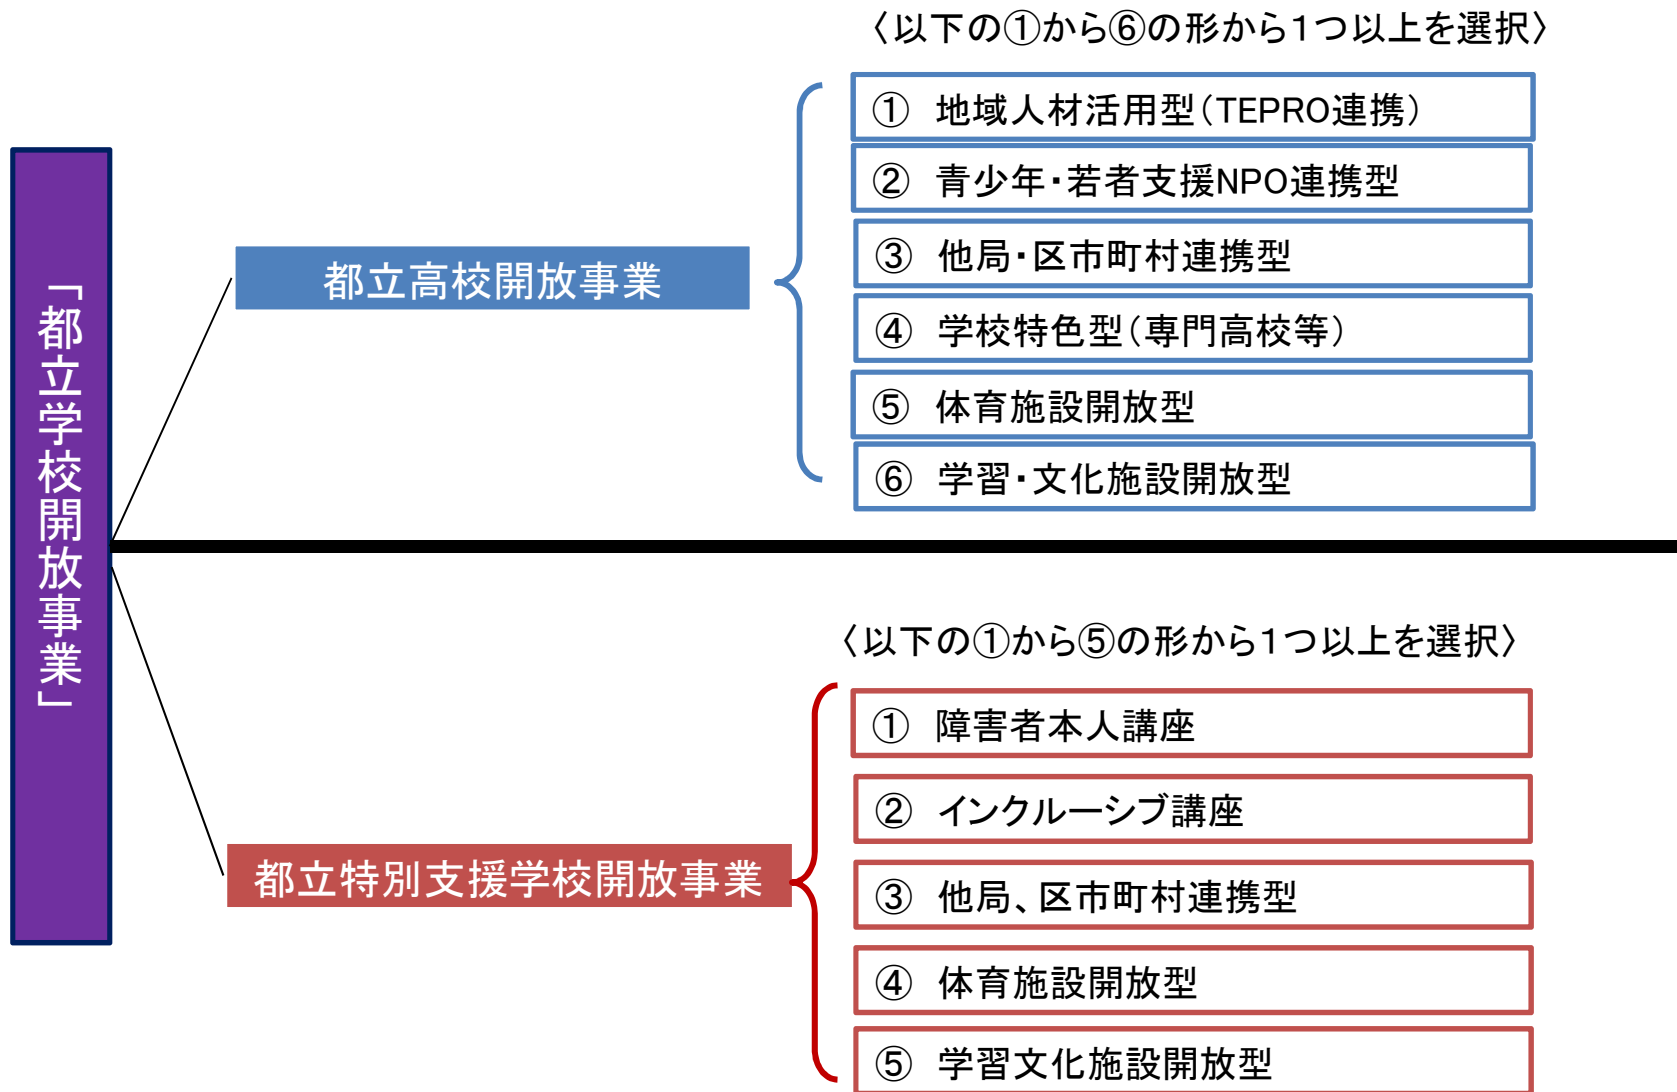 「都立学校開放事業」
都立高校開放事業
〈以下の①から⑥の形から1つ以上を選択〉
① 地域人材活用型(TEPRO連携)
② 青少年・若者支援NPO連携型
③ 他局・区市町村連携型
④ 学校特色型(専門高校等)
⑤ 体育施設開放型
⑥ 学習・文化施設開放型
都立特別支援学校開放事業
〈以下の①から⑤の形から1つ以上を選択〉
① 障害者本人講座
② インクルーシブ講座
③ 他局、区市町村連携型
④ 体育施設開放型
⑤ 学習文化施設開放型